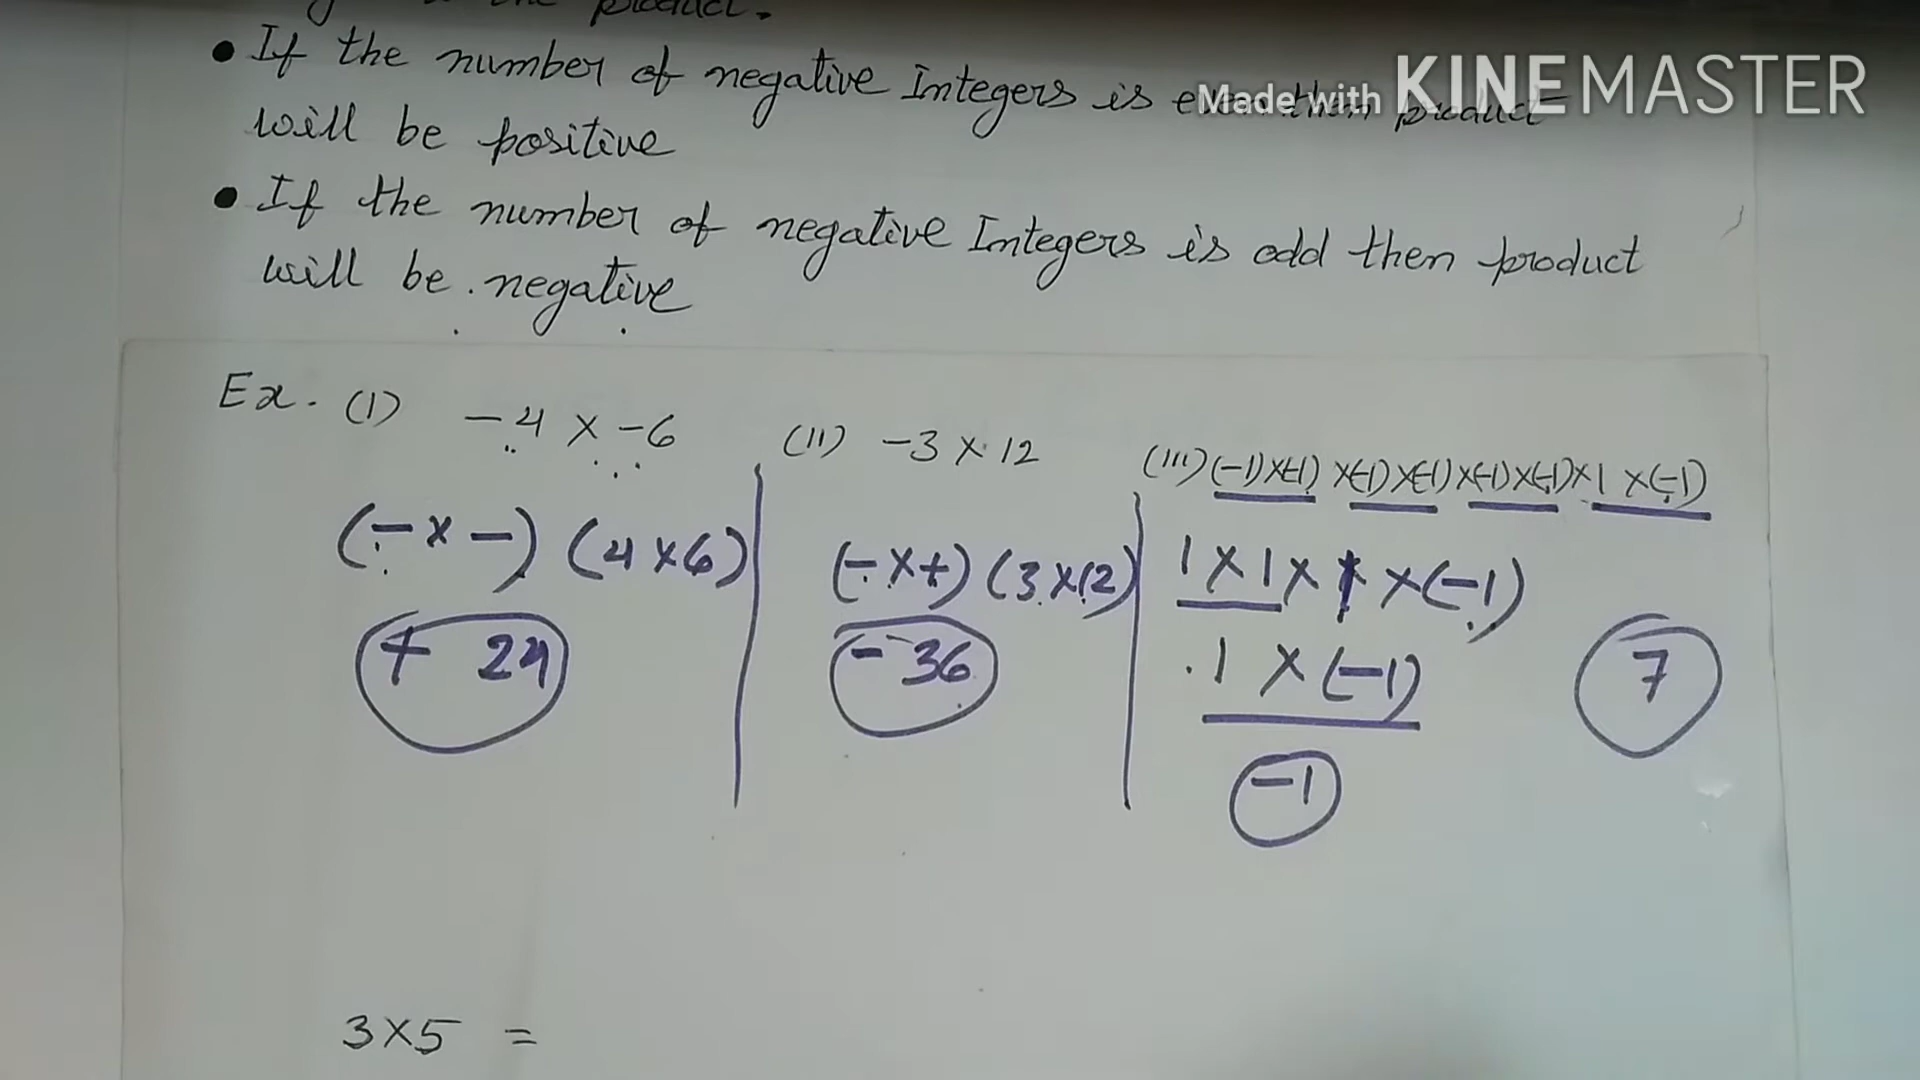 the product.
• If the number of negative Integers is even then product
will be positive
• If the number of negative Integers is odd then product
will be negative
Made with KINEMASTER
Ex. (I) -4 × -6
(II) -3 × 12
(III) (-1)×(-1) ×(-1)×(-1)×(-1)×(-1)×1 ×(-1)
(- × -) (4×6)
(- × +) (3×12)
1 × 1 × 1 × (-1)
+ 24
- 36
1 × (-1)
7
-1
3×5 =